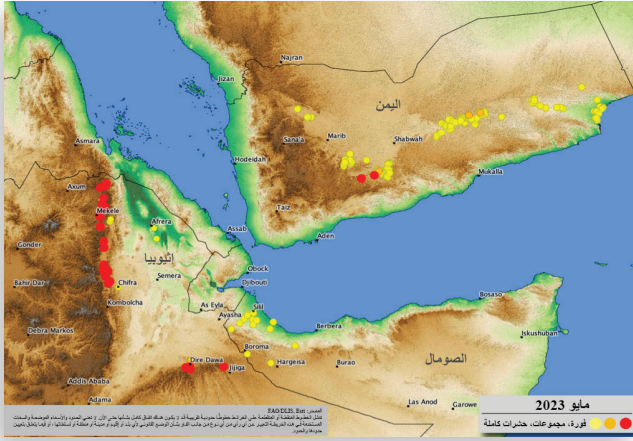 Najran
Jizan
اليمن
Sana'a
Marib
Shabwah
Asmara
Hodeidah
Mukalla
Axum
Mekele
Taiz
Afrera
Assab
Aden
Gonder
اثيوبيا
Semera
Obock
Bahir Dar
Chifra
Djibouti
Bosaso
Kombolcha
As Eyla
Silil
Ayasha
Berbera
Iskushuban
Debra Markos
Boroma
Dire Dawa
Hargeisa
Burao
الصومال
Jijiga
Addis Ababa
Las Anod
Garowe
Adama
المصدر: FAO/DLIS, Esri
مايو 2023
فورة، مجموعات، حشرات كاملة